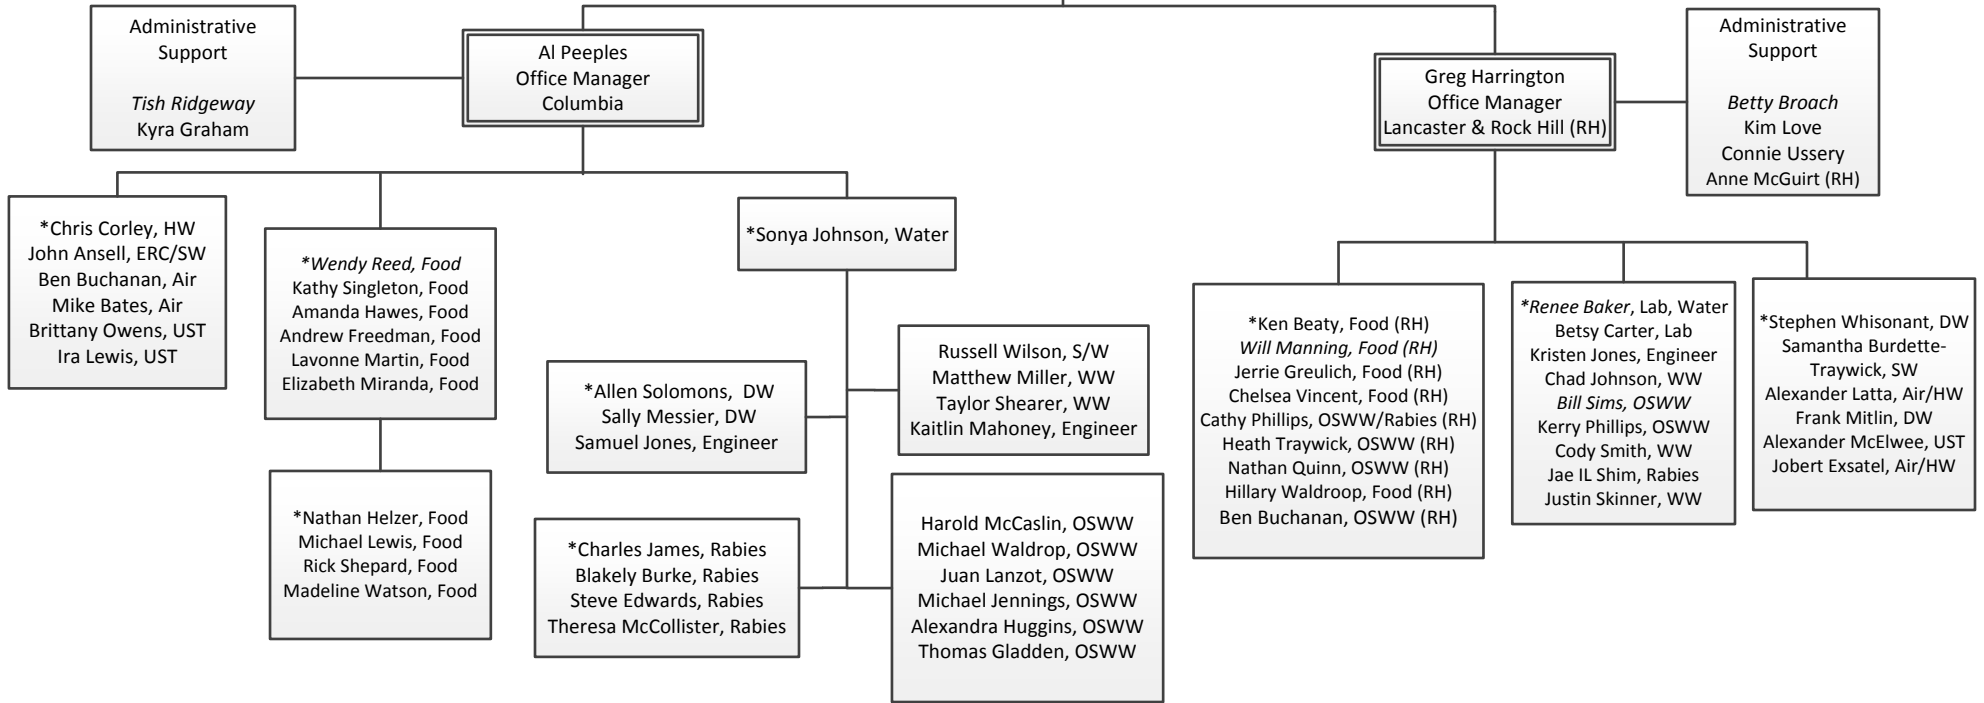 Administrative
Support
Tish Ridgeway
Kyra Graham
Al Peeples
Office Manager
Columbia
Greg Harrington
Office Manager
Lancaster & Rock Hill (RH)
Administrative
Support
Betty Broach
Kim Love
Connie Ussery
Anne McGuirt (RH)
*Chris Corley, HW
John Ansell, ERC/SW
Ben Buchanan, Air
Mike Bates, Air
Brittany Owens, UST
Ira Lewis, UST
*Wendy Reed, Food
Kathy Singleton, Food
Amanda Hawes, Food
Andrew Freedman, Food
Lavonne Martin, Food
Elizabeth Miranda, Food
*Nathan Helzer, Food
Michael Lewis, Food
Rick Shepard, Food
Madeline Watson, Food
*Sonya Johnson, Water
*Allen Solomons,  DW
Sally Messier, DW
Samuel Jones, Engineer
Russell Wilson, S/W
Matthew Miller, WW
Taylor Shearer, WW
Kaitlin Mahoney, Engineer
*Charles James, Rabies
Blakely Burke, Rabies
Steve Edwards, Rabies
Theresa McCollister, Rabies
Harold McCaslin, OSWW
Michael Waldrop, OSWW
Juan Lanzot, OSWW
Michael Jennings, OSWW
Alexandra Huggins, OSWW
Thomas Gladden, OSWW
*Ken Beaty, Food (RH)
Will Manning, Food (RH)
Jerrie Greulich, Food (RH)
Chelsea Vincent, Food (RH)
Cathy Phillips, OSWW/Rabies (RH)
Heath Traywick, OSWW (RH)
Nathan Quinn, OSWW (RH)
Hillary Waldroop, Food (RH)
Ben Buchanan, OSWW (RH)
*Renee Baker, Lab, Water
Betsy Carter, Lab
Kristen Jones, Engineer
Chad Johnson, WW
Bill Sims, OSWW
Kerry Phillips, OSWW
Cody Smith, WW
Jae IL Shim, Rabies
Justin Skinner, WW
*Stephen Whisonant, DW
Samantha Burdette-
Traywick, SW
Alexander Latta, Air/HW
Frank Mitlin, DW
Alexander McElwee, UST
Jobert Exsatel, Air/HW